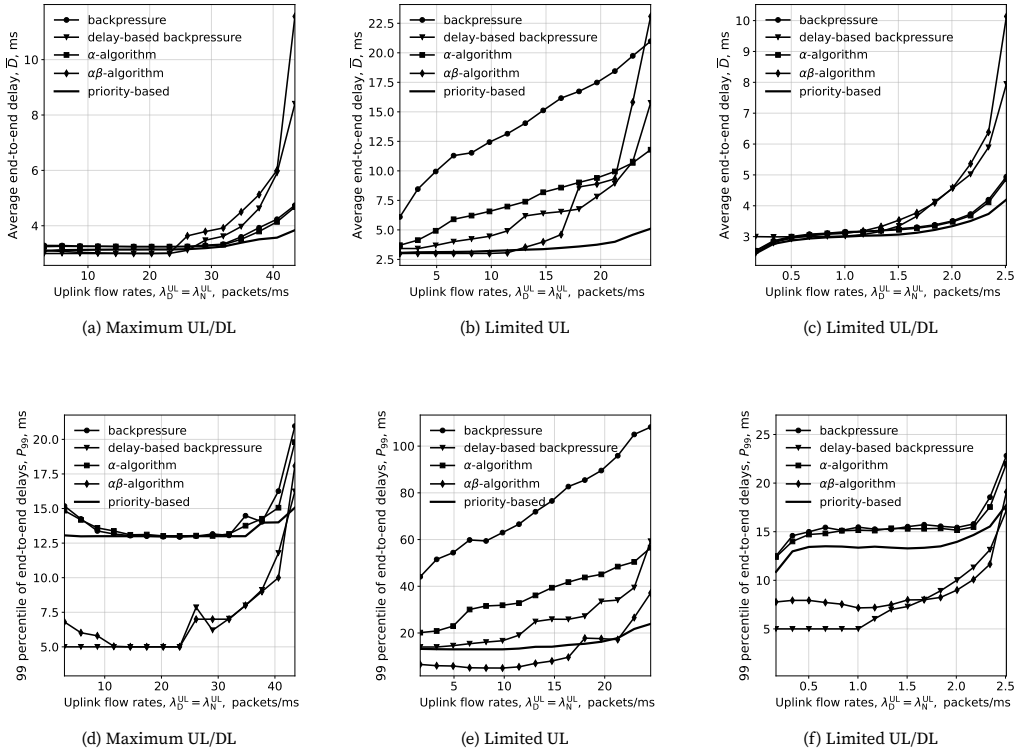 Average end-to-end delay, D̅, ms
10
8
6
4
backpressure
delay-based backpressure
α-algorithm
αβ-algorithm
priority-based
10 20 30 40
Uplink flow rates, λ_D^UL = λ_N^UL, packets/ms
(a) Maximum UL/DL
Average end-to-end delay, D̅, ms
22.5
20.0
17.5
15.0
12.5
10.0
7.5
5.0
2.5
backpressure
delay-based backpressure
α-algorithm
αβ-algorithm
priority-based
5 10 15 20
Uplink flow rates, λ_D^UL = λ_N^UL, packets/ms
(b) Limited UL
Average end-to-end delay, D̅, ms
10
9
8
7
6
5
4
3
backpressure
delay-based backpressure
α-algorithm
αβ-algorithm
priority-based
0.5 1.0 1.5 2.0 2.5
Uplink flow rates, λ_D^UL = λ_N^UL, packets/ms
(c) Limited UL/DL
99 percentile of end-to-end delays, P₉₉, ms
20.0
17.5
15.0
12.5
10.0
7.5
5.0
backpressure
delay-based backpressure
α-algorithm
αβ-algorithm
priority-based
10 20 30 40
Uplink flow rates, λ_D^UL = λ_N^UL, packets/ms
(d) Maximum UL/DL
99 percentile of end-to-end delays, P₉₉, ms
100
80
60
40
20
backpressure
delay-based backpressure
α-algorithm
αβ-algorithm
priority-based
5 10 15 20
Uplink flow rates, λ_D^UL = λ_N^UL, packets/ms
(e) Limited UL
99 percentile of end-to-end delays, P₉₉, ms
25
20
15
10
5
backpressure
delay-based backpressure
α-algorithm
αβ-algorithm
priority-based
0.5 1.0 1.5 2.0 2.5
Uplink flow rates, λ_D^UL = λ_N^UL, packets/ms
(f) Limited UL/DL